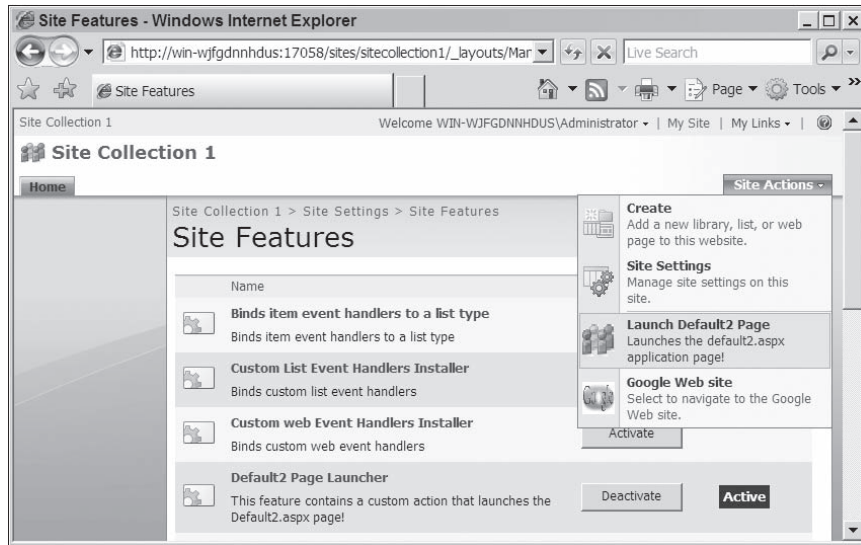 Site Features - Windows Internet Explorer
http://win-wjfgdnnhdus:17058/sites/sitecollection1/_layouts/Mar
Live Search
Site Features
Page
Tools
Site Collection 1
Welcome WIN-WJFGDNNHDUS\Administrator
| My Site | My Links
|
Site Collection 1
Home
Site Actions
Site Collection 1 > Site Settings > Site Features
Site Features
Name
Binds item event handlers to a list type
Binds item event handlers to a list type
Custom List Event Handlers Installer
Binds custom list event handlers
Custom web Event Handlers Installer
Binds custom web event handlers
Activate
Default2 Page Launcher
This feature contains a custom action that launches the
Default2.aspx page!
Deactivate
Active
Create
Add a new library, list, or web
page to this website.
Site Settings
Manage site settings on this
site.
Launch Default2 Page
Launches the default2.aspx
application page!
Google Web site
Select to navigate to the Google
Web site.